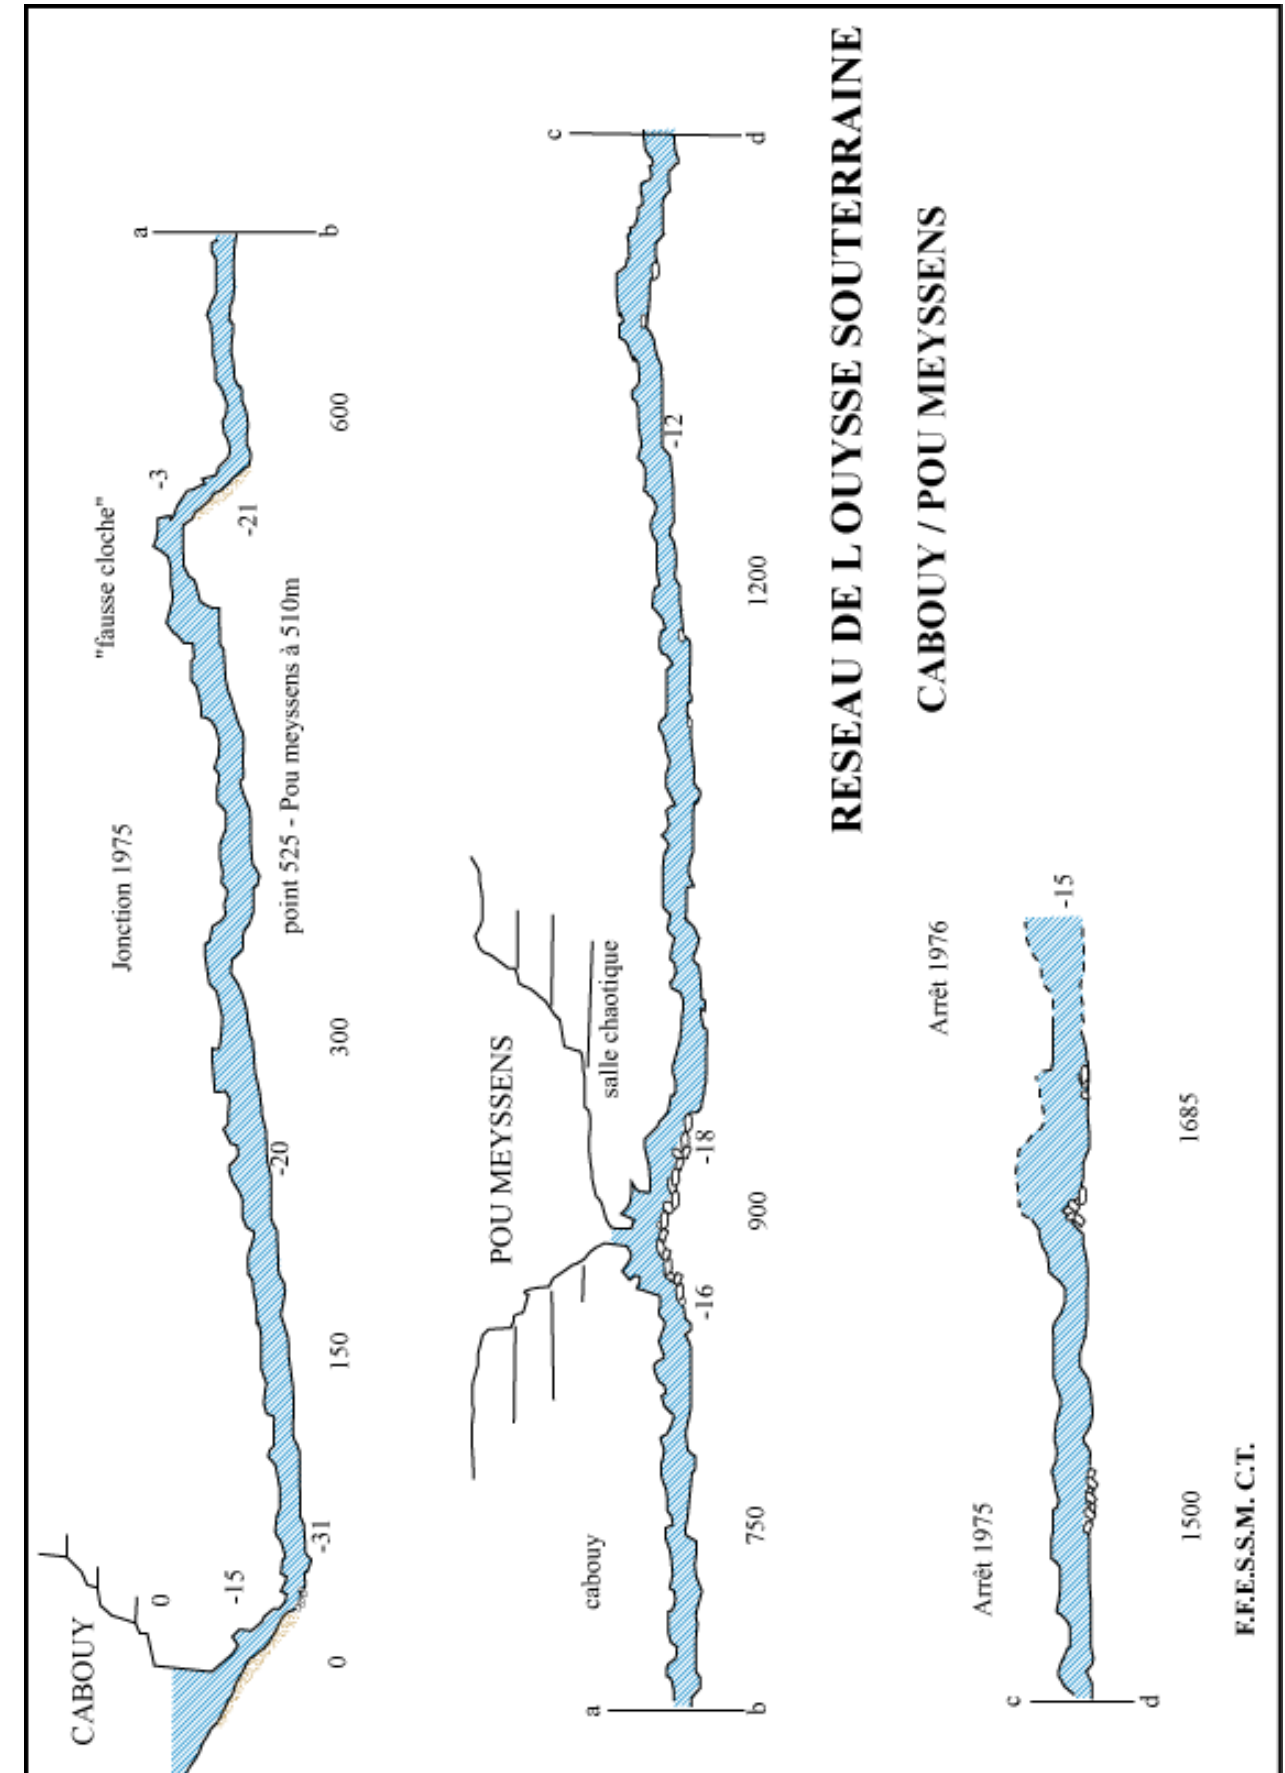 CABOUY
0
-15
-31
0
150
-20
300
Jonction 1975
point 525 - Pou meyssens à 510m
"fausse cloche"
-3
-21
600
a
b
a
b
cabouy
750
POU MEYSSENS
-16
900
-18
salle chaotique
1200
-12
c
d
RESEAU DE L OUYSSE SOUTERRAINE
CABOUY / POU MEYSSENS
c
d
Arrêt 1975
1500
1685
Arrêt 1976
-15
F.F.E.S.S.M. C.T.